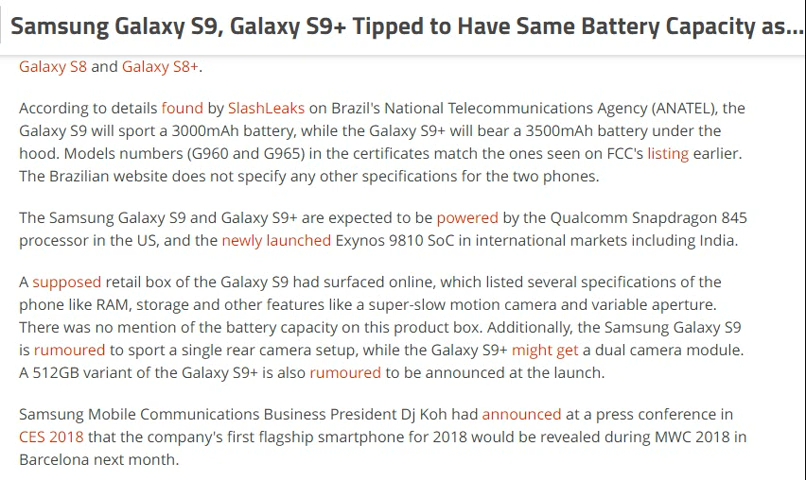 Samsung Galaxy S9, Galaxy S9+ Tipped to Have Same Battery Capacity as...
Galaxy S8 and Galaxy S8+.
According to details found by SlashLeaks on Brazil's National Telecommunications Agency (ANATEL), the
Galaxy S9 will sport a 3000mAh battery, while the Galaxy S9+ will bear a 3500mAh battery under the
hood. Models numbers (G960 and G965) in the certificates match the ones seen on FCC's listing earlier.
The Brazilian website does not specify any other specifications for the two phones.
The Samsung Galaxy S9 and Galaxy S9+ are expected to be powered by the Qualcomm Snapdragon 845
processor in the US, and the newly launched Exynos 9810 SoC in international markets including India.
A supposed retail box of the Galaxy S9 had surfaced online, which listed several specifications of the
phone like RAM, storage and other features like a super-slow motion camera and variable aperture.
There was no mention of the battery capacity on this product box. Additionally, the Samsung Galaxy S9
is rumoured to sport a single rear camera setup, while the Galaxy S9+ might get a dual camera module.
A 512GB variant of the Galaxy S9+ is also rumoured to be announced at the launch.
Samsung Mobile Communications Business President Dj Koh had announced at a press conference in
CES 2018 that the company's first flagship smartphone for 2018 would be revealed during MWC 2018 in
Barcelona next month.